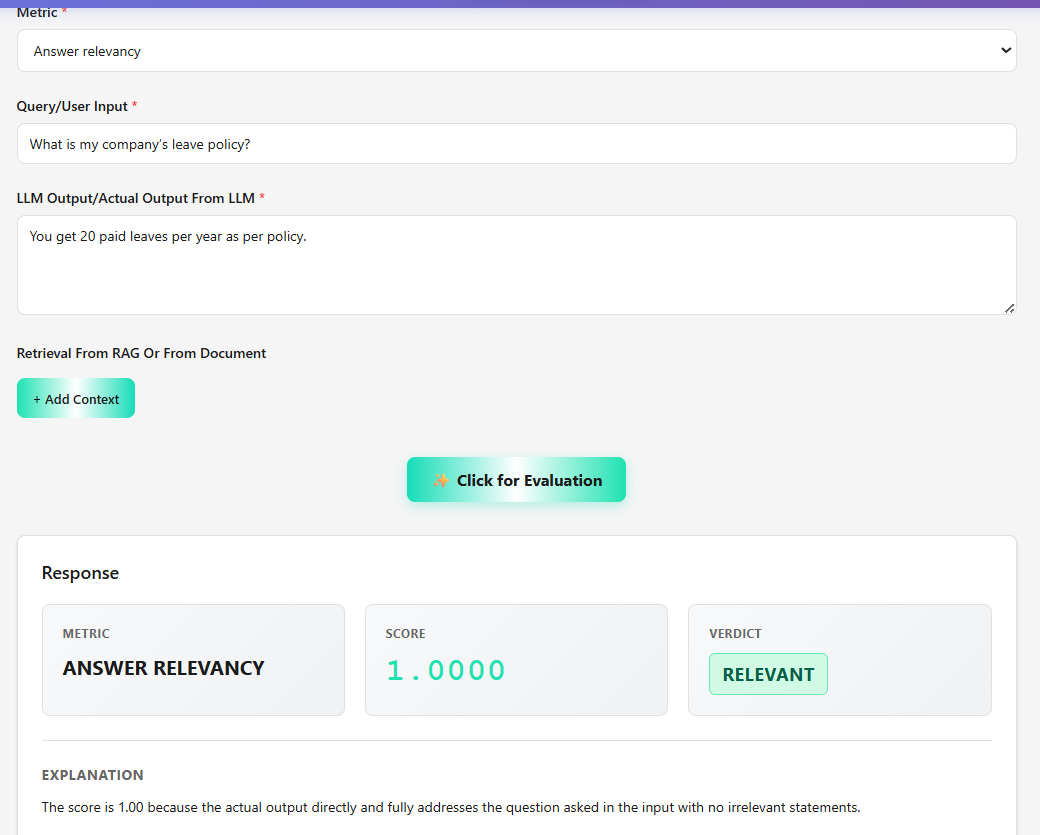 Metric *
Answer relevancy
Query/User Input *
What is my company’s leave policy?
LLM Output/Actual Output From LLM *
You get 20 paid leaves per year as per policy.
Retrieval From RAG Or From Document
+ Add Context
✨ Click for Evaluation
Response
METRIC
ANSWER RELEVANCY
SCORE
1.0000
VERDICT
RELEVANT
EXPLANATION
The score is 1.00 because the actual output directly and fully addresses the question asked in the input with no irrelevant statements.